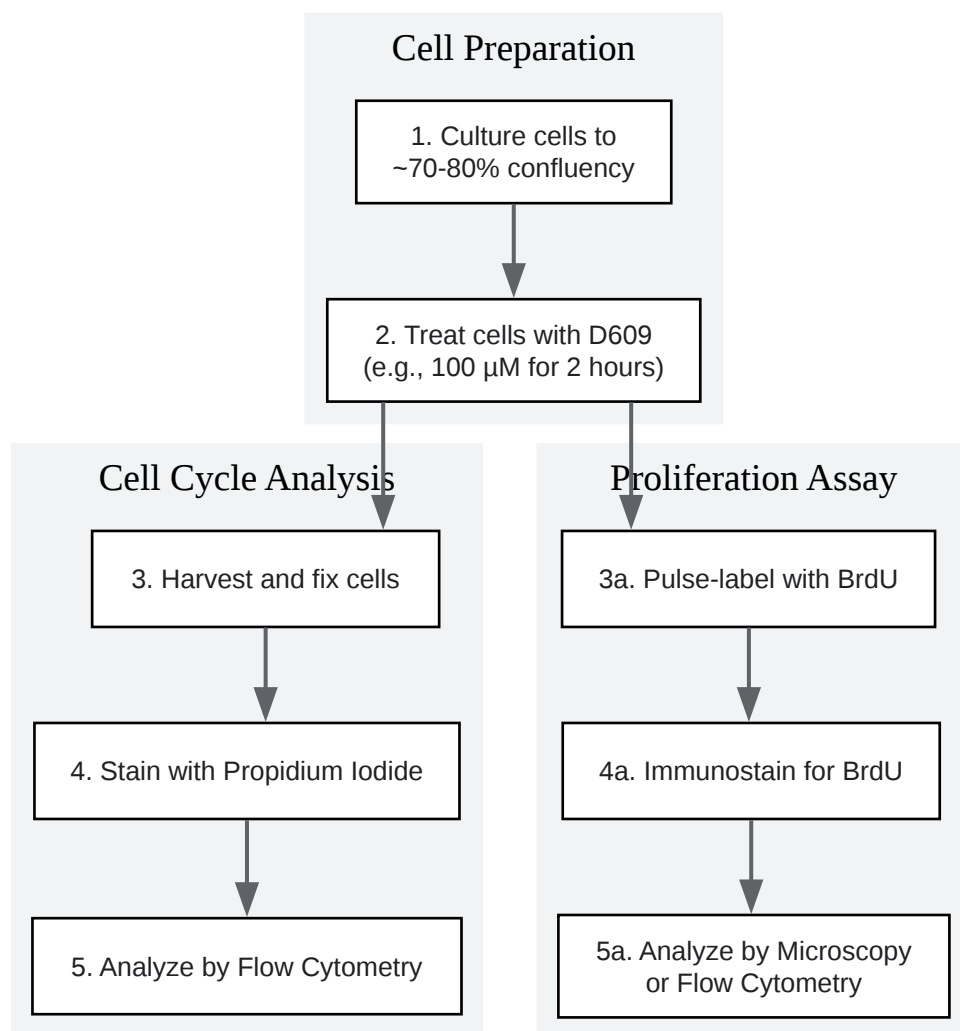 Cell Preparation
1. Culture cells to
~70-80% confluency
2. Treat cells with D609
(e.g., 100 µM for 2 hours)
Cell Cycle Analysis
3. Harvest and fix cells
4. Stain with Propidium Iodide
5. Analyze by Flow Cytometry
Proliferation Assay
3a. Pulse-label with BrdU
4a. Immunostain for BrdU
5a. Analyze by Microscopy
or Flow Cytometry